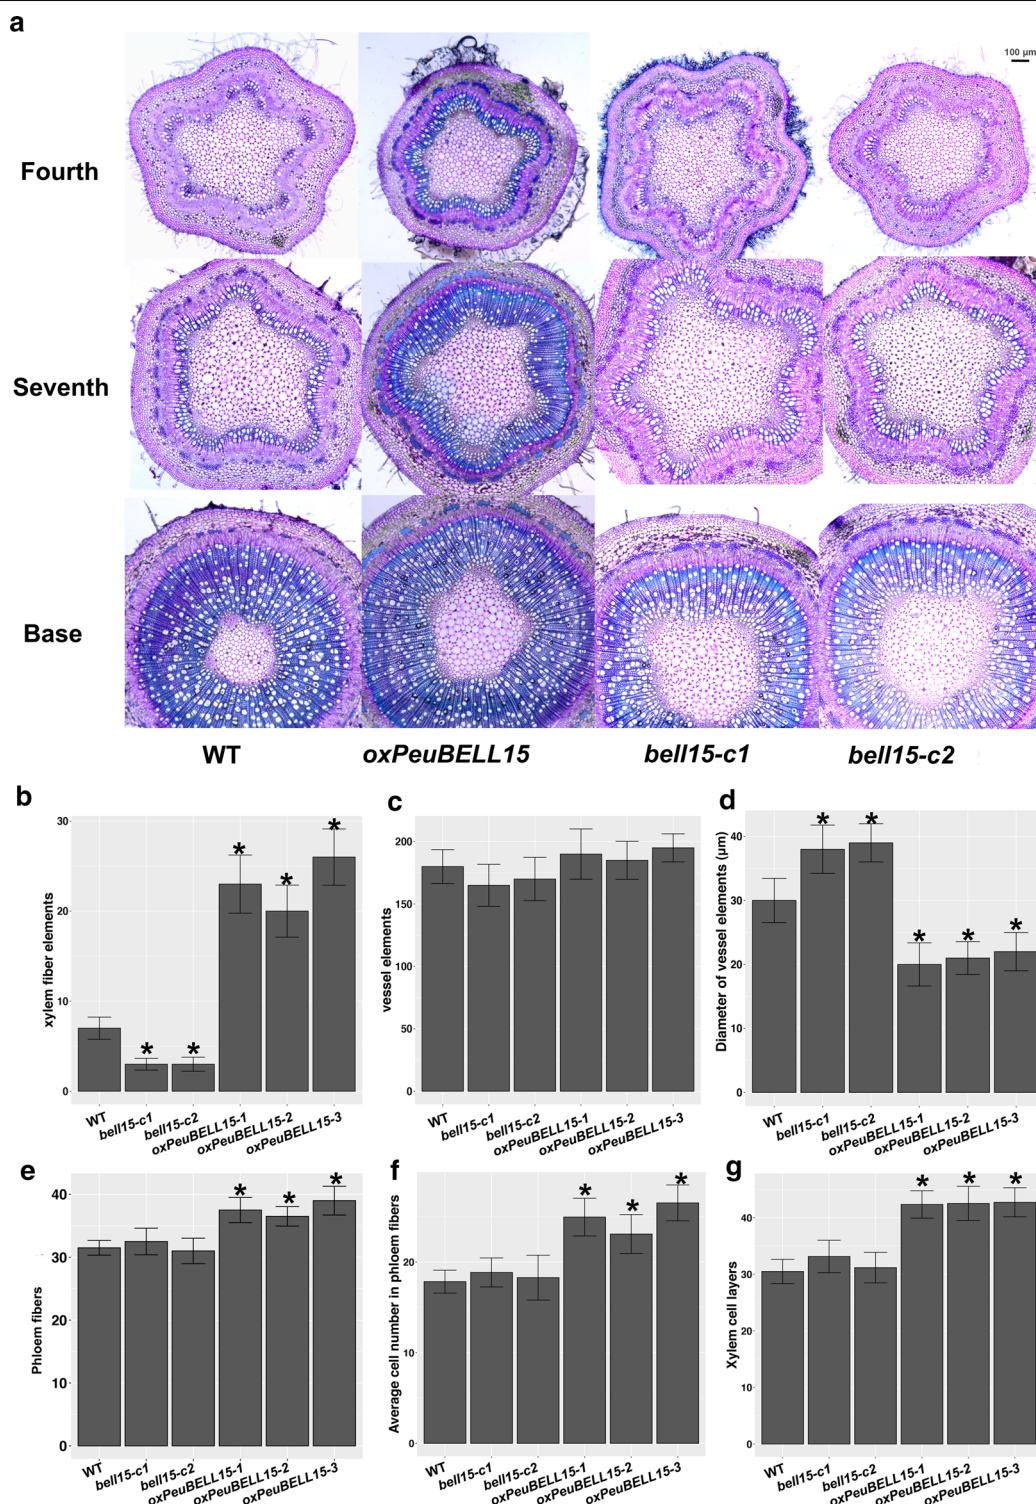 a
100 µm
Fourth
Seventh
Base
WT
oxPeuBELL15
bell15-c1
bell15-c2
b
xylem fiber elements
30
20
10
0
* * * * *
WT
bell15-c1
bell15-c2
oxPeuBELL15-1
oxPeuBELL15-2
oxPeuBELL15-3
c
vessel elements
200
150
100
50
0
WT
bell15-c1
bell15-c2
oxPeuBELL15-1
oxPeuBELL15-2
oxPeuBELL15-3
d
Diameter of vessel elements (µm)
40
30
20
10
0
* * * * *
WT
bell15-c1
bell15-c2
oxPeuBELL15-1
oxPeuBELL15-2
oxPeuBELL15-3
e
Phloem fibers
40
30
20
10
0
* * *
WT
bell15-c1
bell15-c2
oxPeuBELL15-1
oxPeuBELL15-2
oxPeuBELL15-3
f
Average cell number in phloem fibers
20
10
0
* * *
WT
bell15-c1
bell15-c2
oxPeuBELL15-1
oxPeuBELL15-2
oxPeuBELL15-3
g
Xylem cell layers
40
30
20
10
0
* * *
WT
bell15-c1
bell15-c2
oxPeuBELL15-1
oxPeuBELL15-2
oxPeuBELL15-3